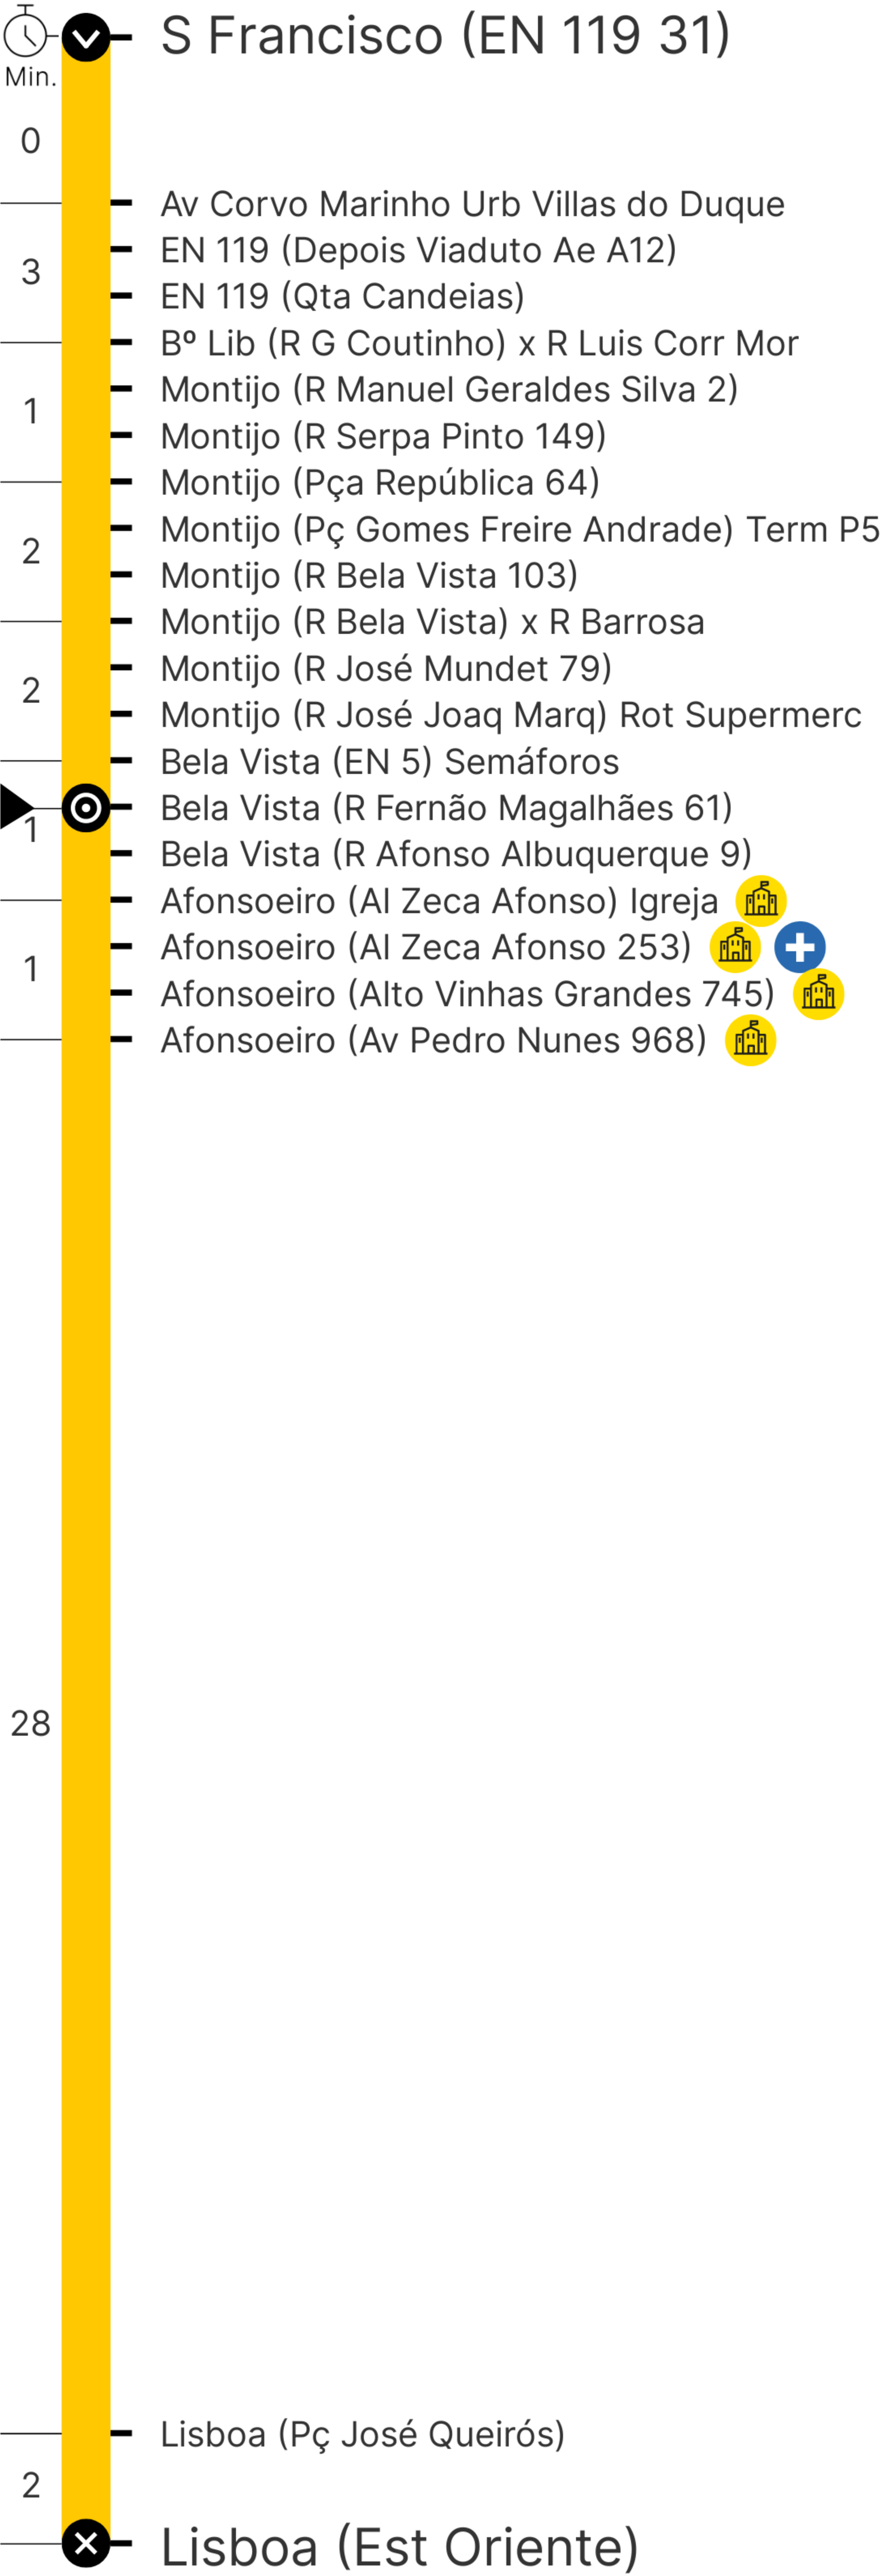 S Francisco (EN 119 31)
Min.
0
Av Corvo Marinho Urb Villas do Duque
EN 119 (Depois Viaduto Ae A12)
3
EN 119 (Qta Candeias)
Bº Lib (R G Coutinho) x R Luis Corr Mor
Montijo (R Manuel Geraldes Silva 2)
1
Montijo (R Serpa Pinto 149)
Montijo (Pça República 64)
Montijo (Pç Gomes Freire Andrade) Term P5
2
Montijo (R Bela Vista 103)
Montijo (R Bela Vista) x R Barrosa
Montijo (R José Mundet 79)
2
Montijo (R José Joaq Marq) Rot Supermerc
Bela Vista (EN 5) Semáforos
Bela Vista (R Fernão Magalhães 61)
1
Bela Vista (R Afonso Albuquerque 9)
Afonsoeiro (Al Zeca Afonso) Igreja
Afonsoeiro (Al Zeca Afonso 253)
1
Afonsoeiro (Alto Vinhas Grandes 745)
Afonsoeiro (Av Pedro Nunes 968)
28
Lisboa (Pç José Queirós)
2
Lisboa (Est Oriente)